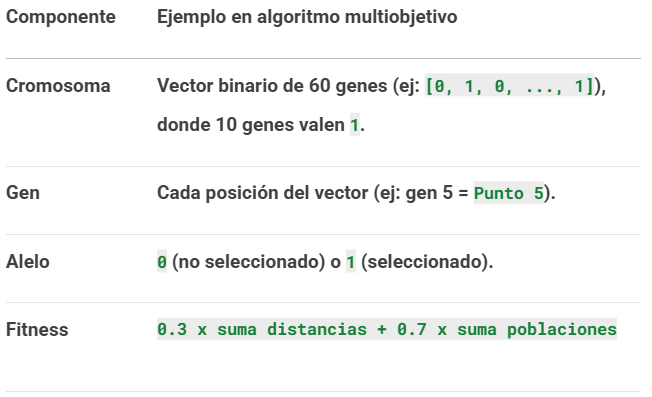 Componente Ejemplo en algoritmo multiobjetivo
Cromosoma Vector binario de 60 genes (ej: [0, 1, 0, ..., 1]),
donde 10 genes valen 1.
Gen Cada posición del vector (ej: gen 5 = Punto 5).
Alelo 0 (no seleccionado) o 1 (seleccionado).
Fitness 0.3 x suma distancias + 0.7 x suma poblaciones